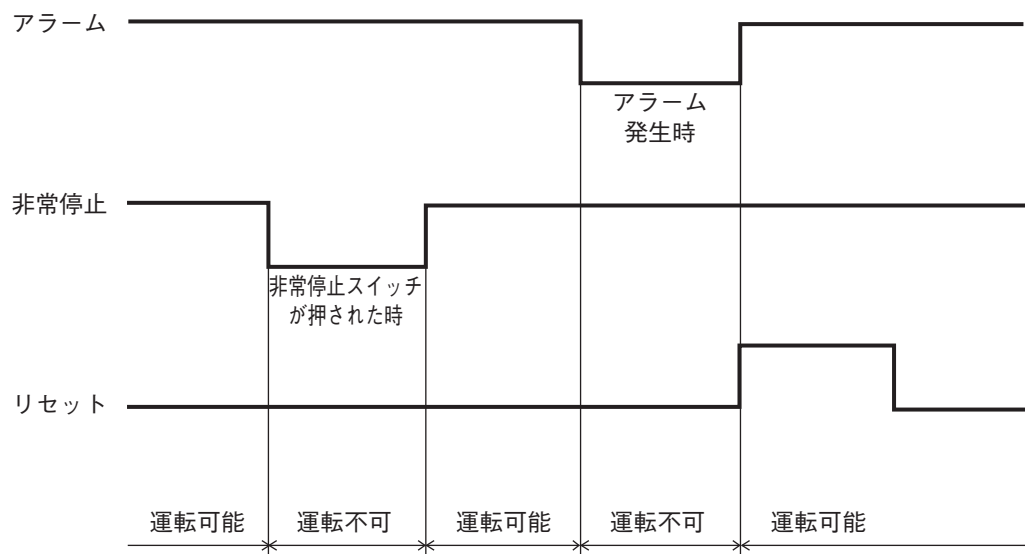 アラーム
アラーム
発生時
非常停止
非常停止スイッチ
が押された時
リセット
運転可能
運転不可
運転可能
運転不可
運転可能